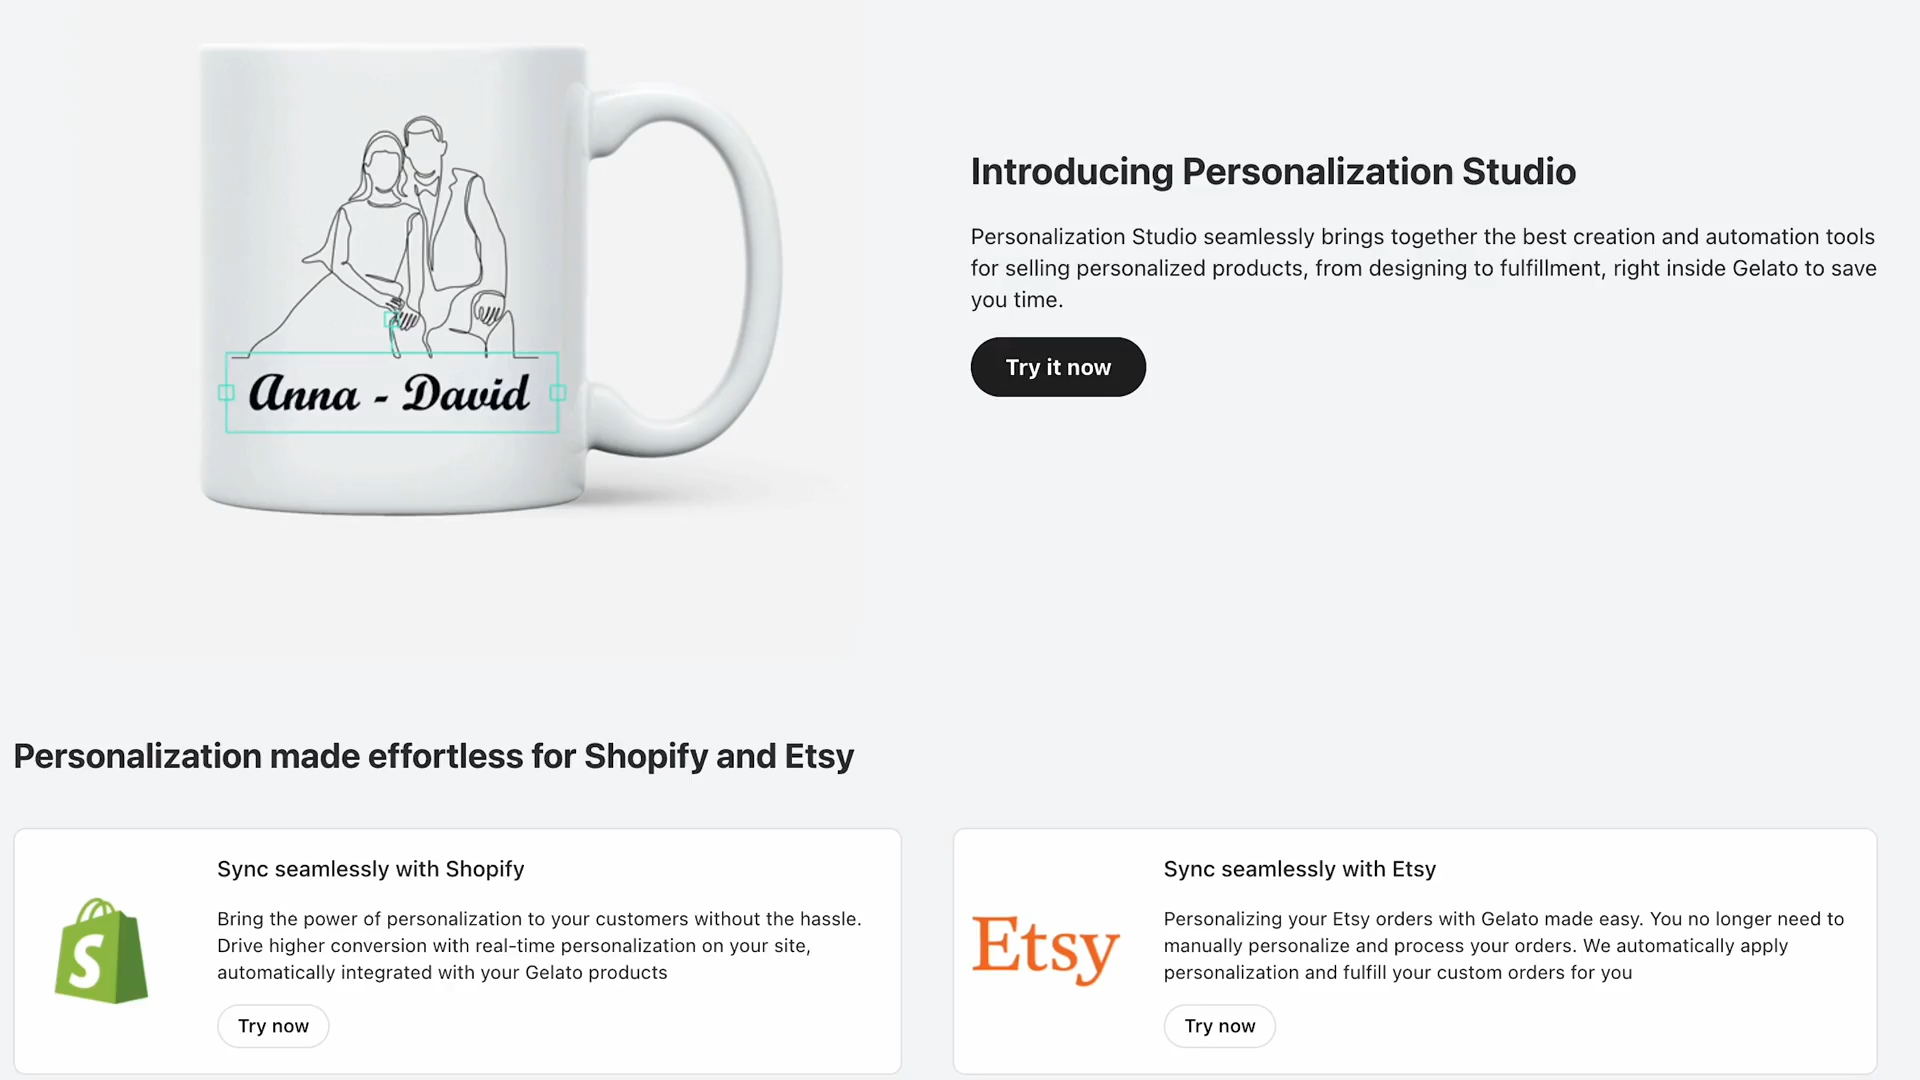 Anna - David
Introducing Personalization Studio
Personalization Studio seamlessly brings together the best creation and automation tools
for selling personalized products, from designing to fulfillment, right inside Gelato to save
you time.
Try it now
Personalization made effortless for Shopify and Etsy
S
Sync seamlessly with Shopify
Bring the power of personalization to your customers without the hassle.
Drive higher conversion with real-time personalization on your site,
automatically integrated with your Gelato products
Try now
Etsy
Sync seamlessly with Etsy
Personalizing your Etsy orders with Gelato made easy. You no longer need to
manually personalize and process your orders. We automatically apply
personalization and fulfill your custom orders for you
Try now